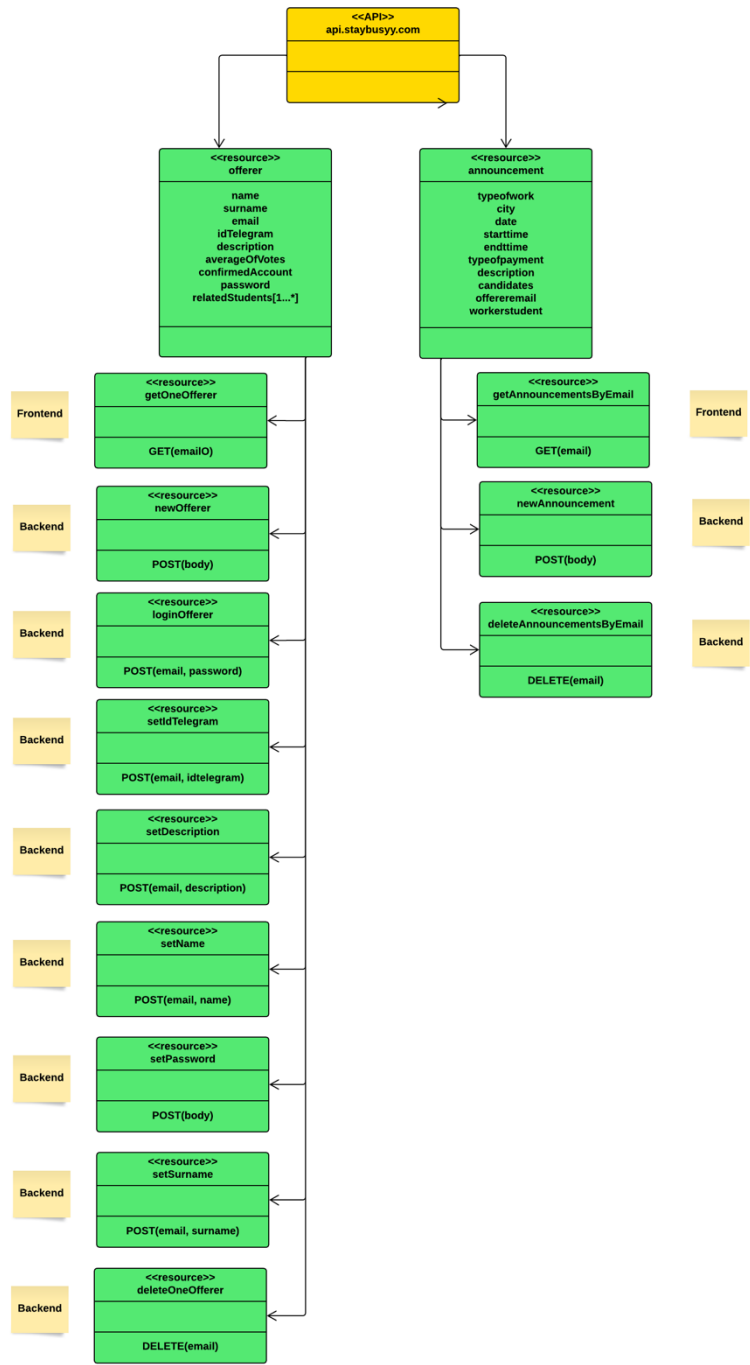 <<API>>
api.staybusyy.com
<<resource>>
offerer
name
surname
email
idTelegram
description
averageOfVotes
confirmedAccount
password
relatedStudents[1...*]
<<resource>>
announcement
typeofwork
city
date
starttime
endttime
typeofpayment
description
candidates
offereremail
workerstudent
Frontend
<<resource>>
getOneOfferer
GET(emailO)
<<resource>>
getAnnouncementsByEmail
GET(email)
Frontend
Backend
<<resource>>
newOfferer
POST(body)
<<resource>>
newAnnouncement
POST(body)
Backend
Backend
<<resource>>
loginOfferer
POST(email, password)
<<resource>>
deleteAnnouncementsByEmail
DELETE(email)
Backend
Backend
<<resource>>
setIdTelegram
POST(email, idtelegram)
Backend
<<resource>>
setDescription
POST(email, description)
Backend
<<resource>>
setName
POST(email, name)
Backend
<<resource>>
setPassword
POST(body)
Backend
<<resource>>
setSurname
POST(email, surname)
Backend
<<resource>>
deleteOneOfferer
DELETE(email)